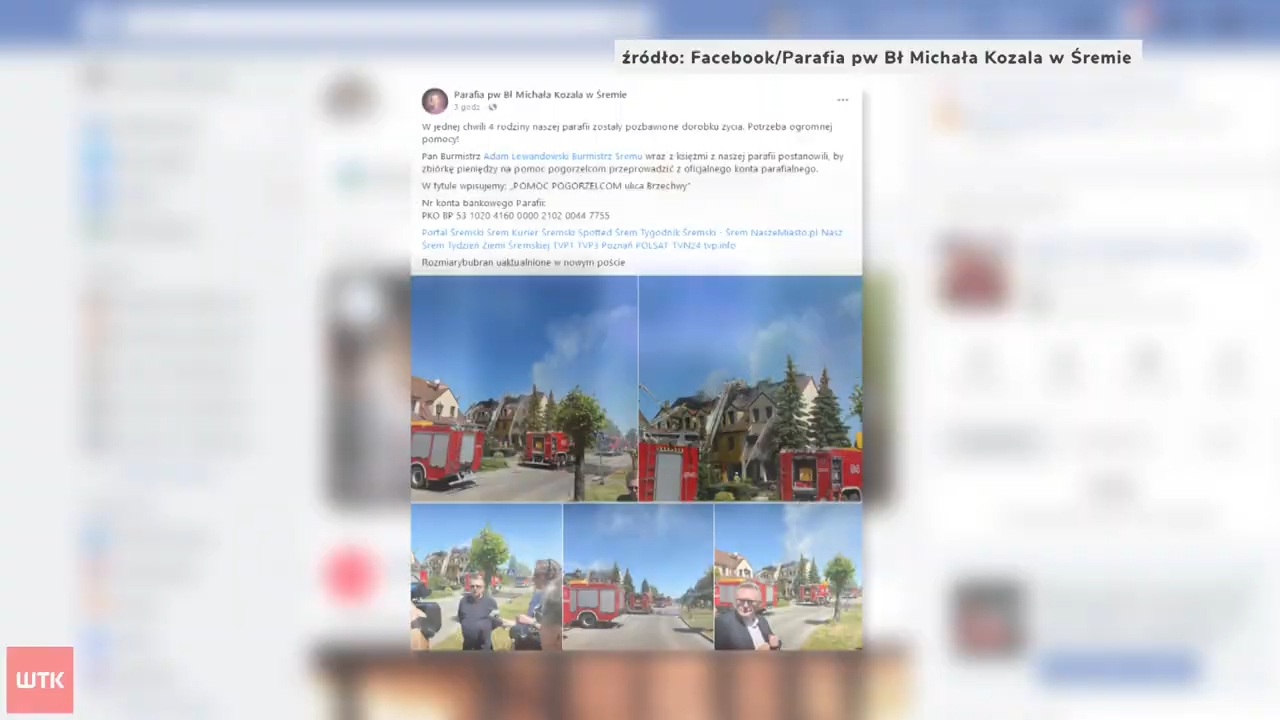 źródło: Facebook/Parafia pw Bł Michała Kozala w Śremie
Parafia pw Bł Michała Kozala w Śremie
3 godz ·
W jednej chwili 4 rodziny naszej parafii zostały pozbawione dorobku życia. Potrzeba ogromnej
pomocy!
Pan Burmistrz Adam Lewandowski Burmistrz Śremu wraz z księżmi z naszej parafii postanowili, by
zbiórkę pieniędzy na pomoc pogorzelcom przeprowadzić z oficjalnego konta parafialnego.
W tytule wpisujemy: „POMOC POGORZELCOM ulica Brzechwy"
Nr konta bankowego Parafii:
PKO BP 53 1020 4160 0000 2102 0044 7755
Portal Śremski Śrem Kurier Śremski Spotted Śrem Tygodnik Śremski - Śrem NaszeMiasto.pl Nasz
Śrem Tydzień Ziemi Śremskiej TVP1 TVP3 Poznań POLSAT TVN24 tvp.info
Rozmiarybubran uaktualnione w nowym poście
WTK